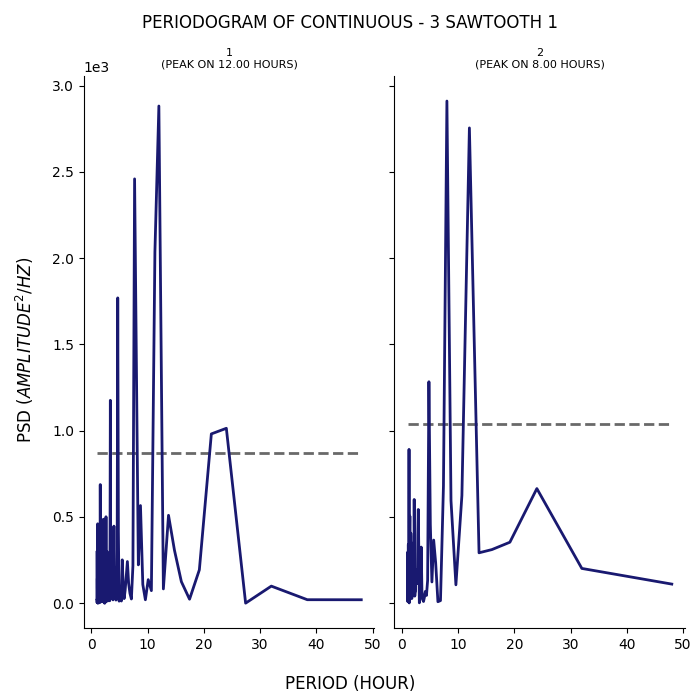 PERIODOGRAM OF CONTINUOUS - 3 SAWTOOTH 1
1
(PEAK ON 12.00 HOURS)
2
(PEAK ON 8.00 HOURS)
1e3
3.0
2.5
2.0
1.5
1.0
0.5
0.0
PSD (AMPLITUDE²/HZ)
0 10 20 30 40 50
0 10 20 30 40 50
PERIOD (HOUR)